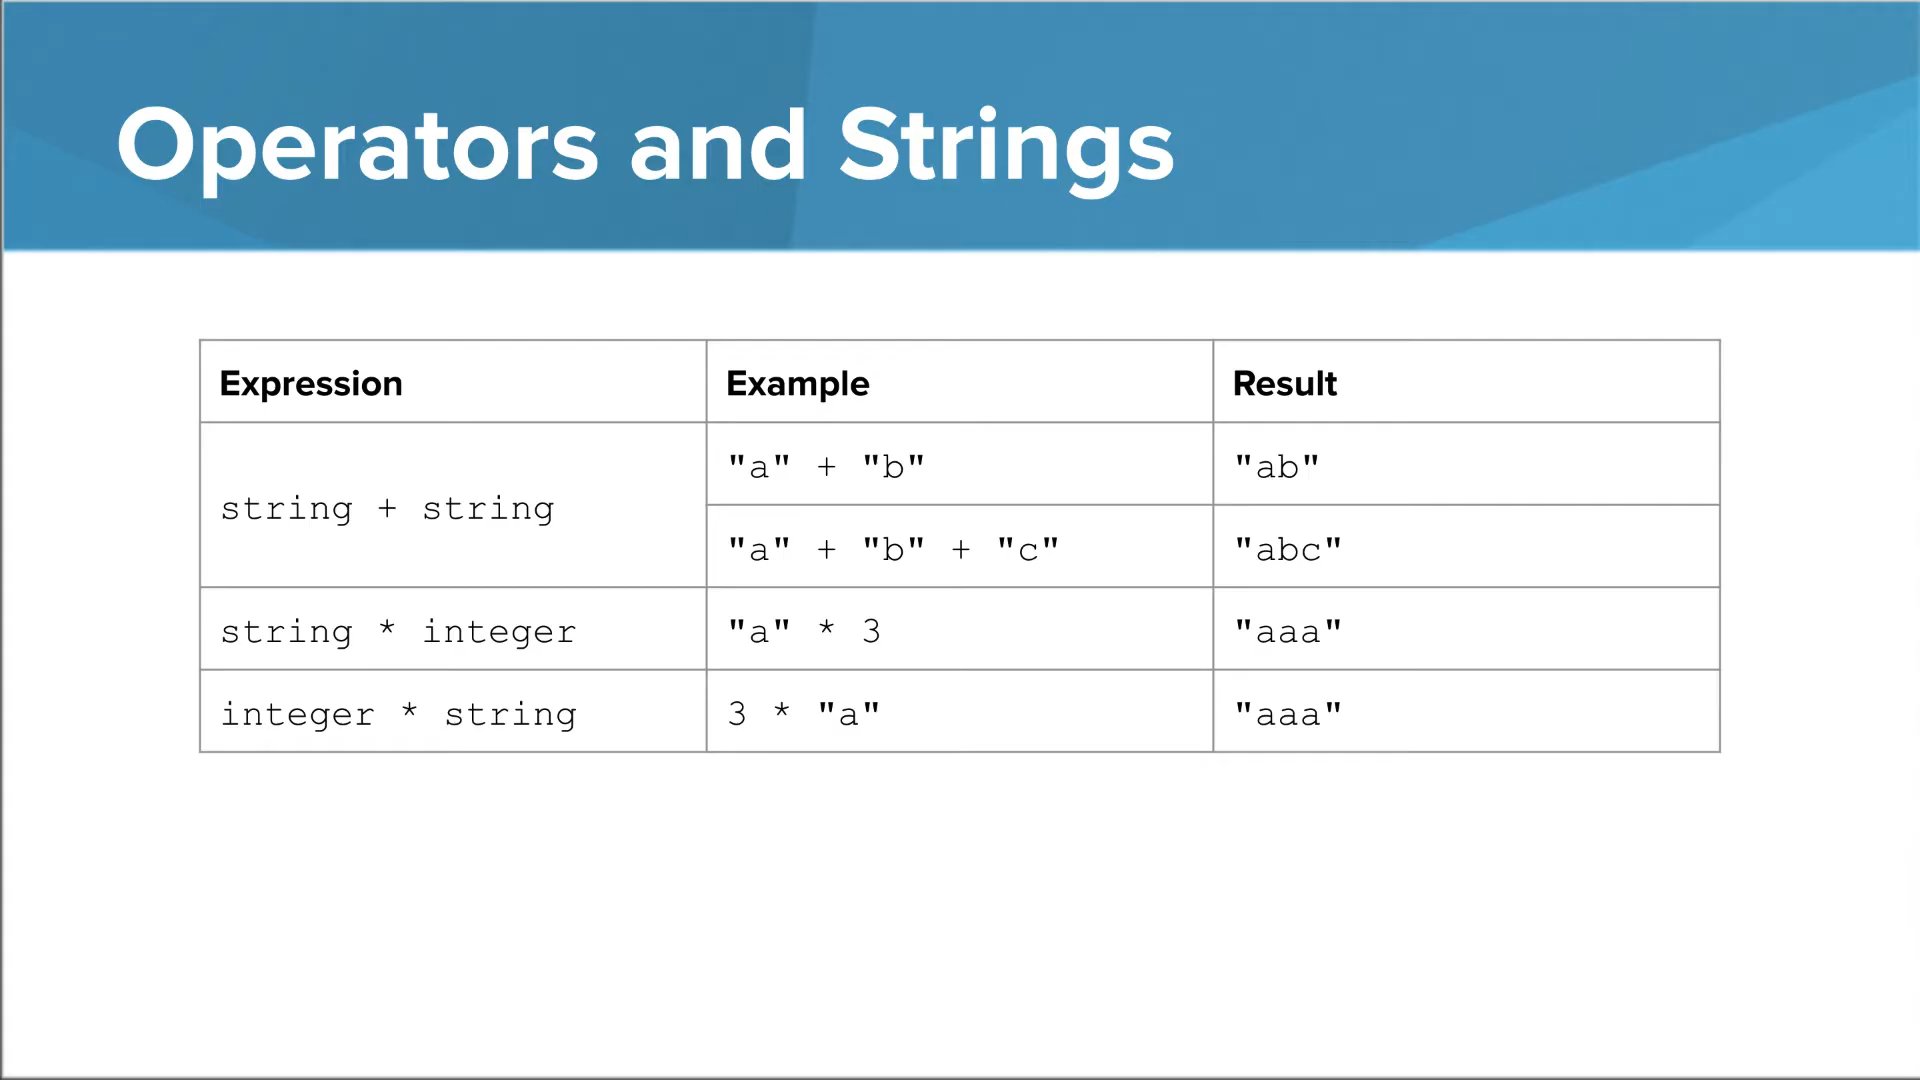 Operators and Strings
Expression Example Result
string + string
"a" + "b" "ab"
"a" + "b" + "c" "abc"
string * integer "a" * 3 "aaa"
integer * string 3 * "a" "aaa"